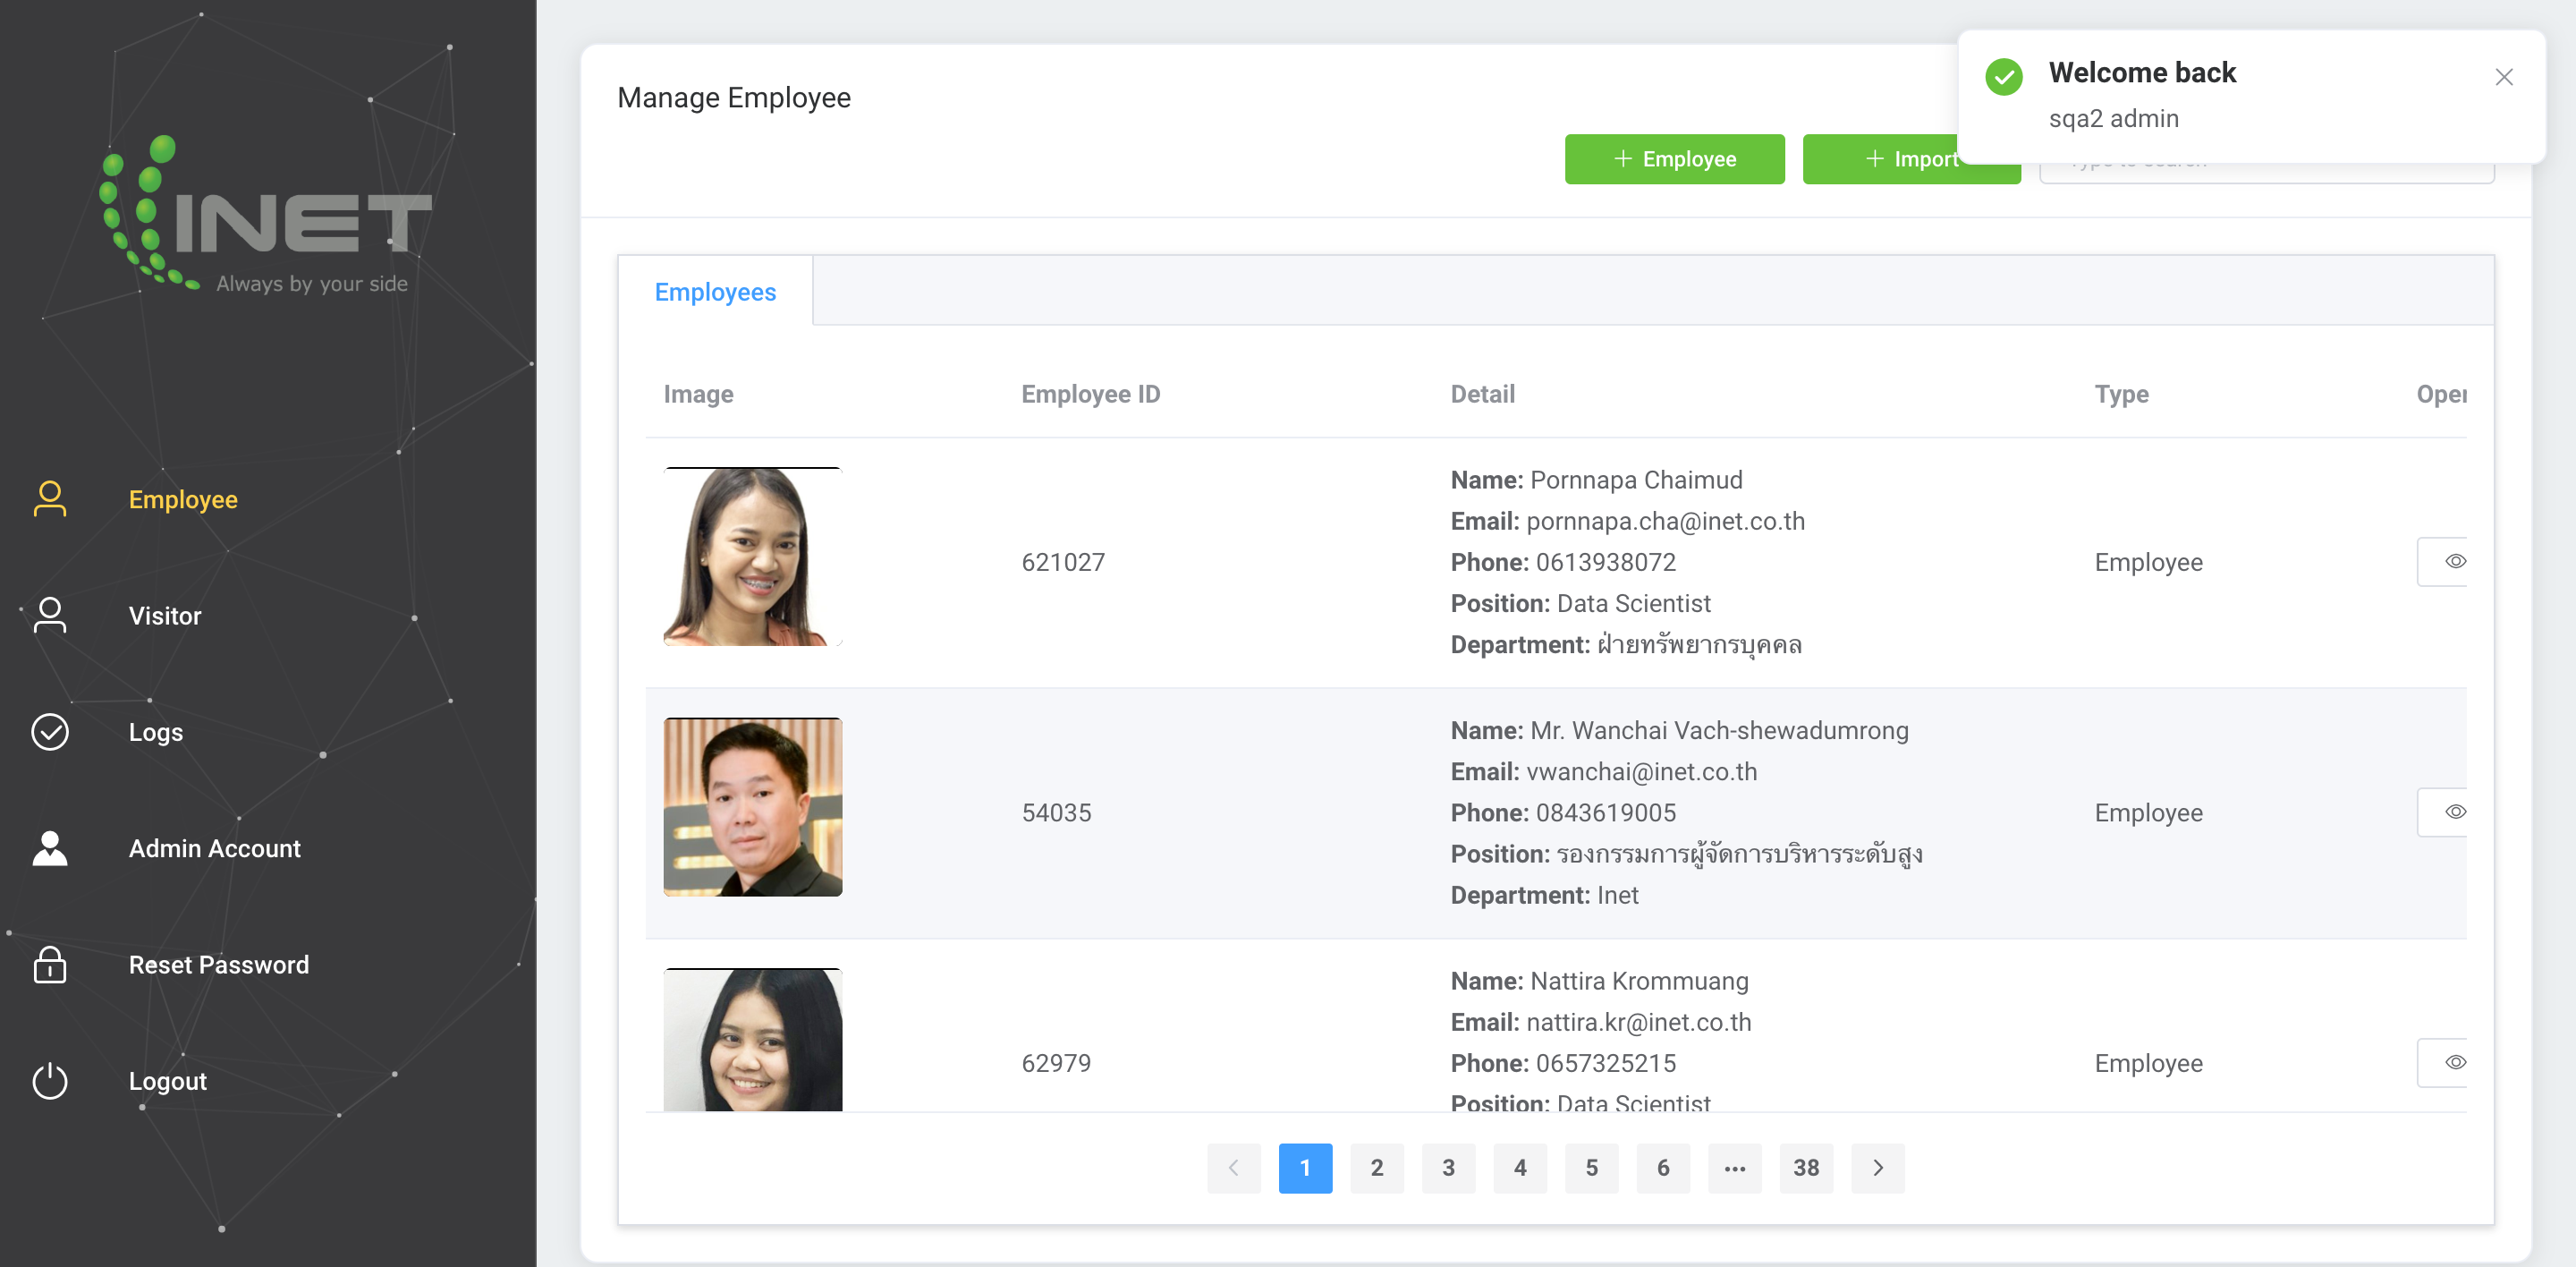 INET
Always by your side
Employee
Visitor
Logs
Admin Account
Reset Password
Logout
Manage Employee
Welcome back
sqa2 admin
Employee
Import
Type to search
Employees
Image
Employee ID
Detail
Type
Oper
621027
Name: Pornnapa Chaimud
Email: pornnapa.cha@inet.co.th
Phone: 0613938072
Position: Data Scientist
Department: ฝ่ายทรัพยากรบุคคล
Employee
54035
Name: Mr. Wanchai Vach-shewadumrong
Email: vwanchai@inet.co.th
Phone: 0843619005
Position: รองกรรมการผู้จัดการบริหารระดับสูง
Department: Inet
Employee
62979
Name: Nattira Krommuang
Email: nattira.kr@inet.co.th
Phone: 0657325215
Position: Data Scientist
Employee
1 2 3 4 5 6 ... 38